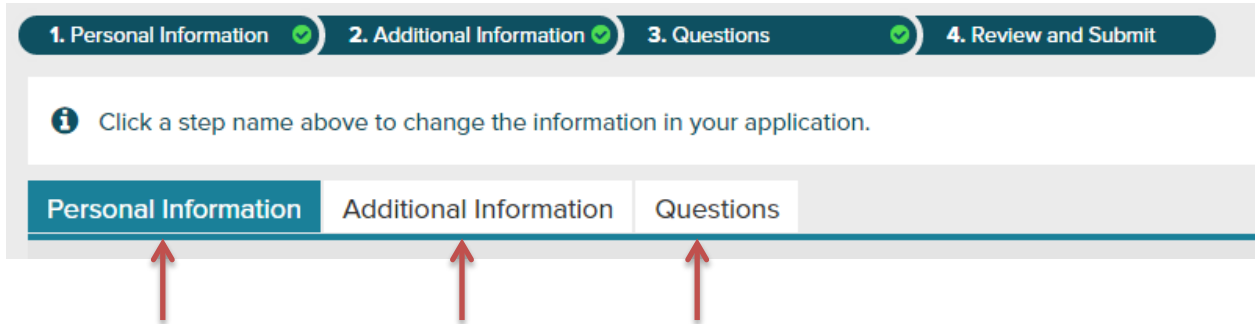 1. Personal Information 2. Additional Information 3. Questions 4. Review and Submit
Click a step name above to change the information in your application.
Personal Information Additional Information Questions